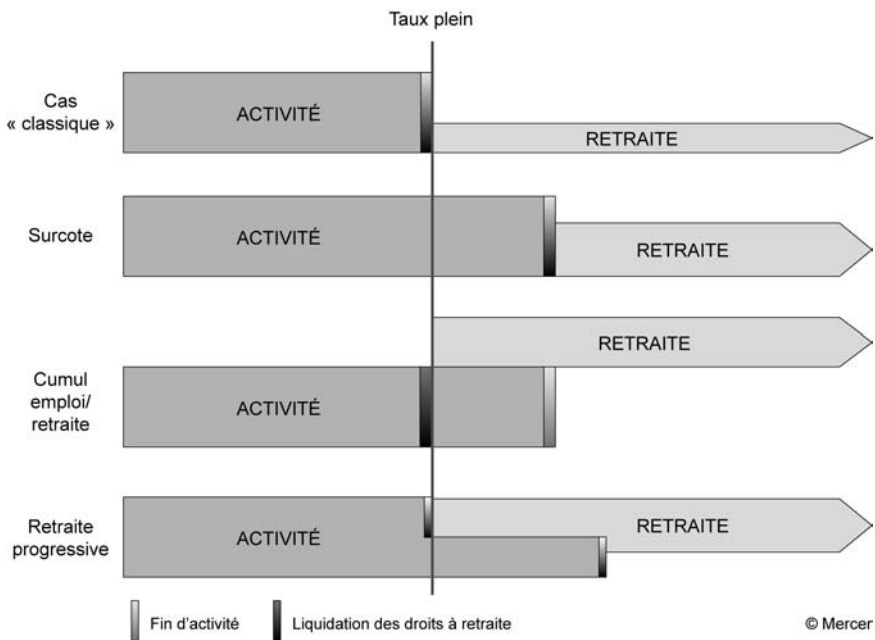 Taux plein
Cas
« classique »
ACTIVITÉ
RETRAITE
Surcote
ACTIVITÉ
RETRAITE
RETRAITE
Cumul
emploi/
retraite
ACTIVITÉ
Retraite
progressive
ACTIVITÉ
RETRAITE
Fin d'activité
Liquidation des droits à retraite
© Mercer